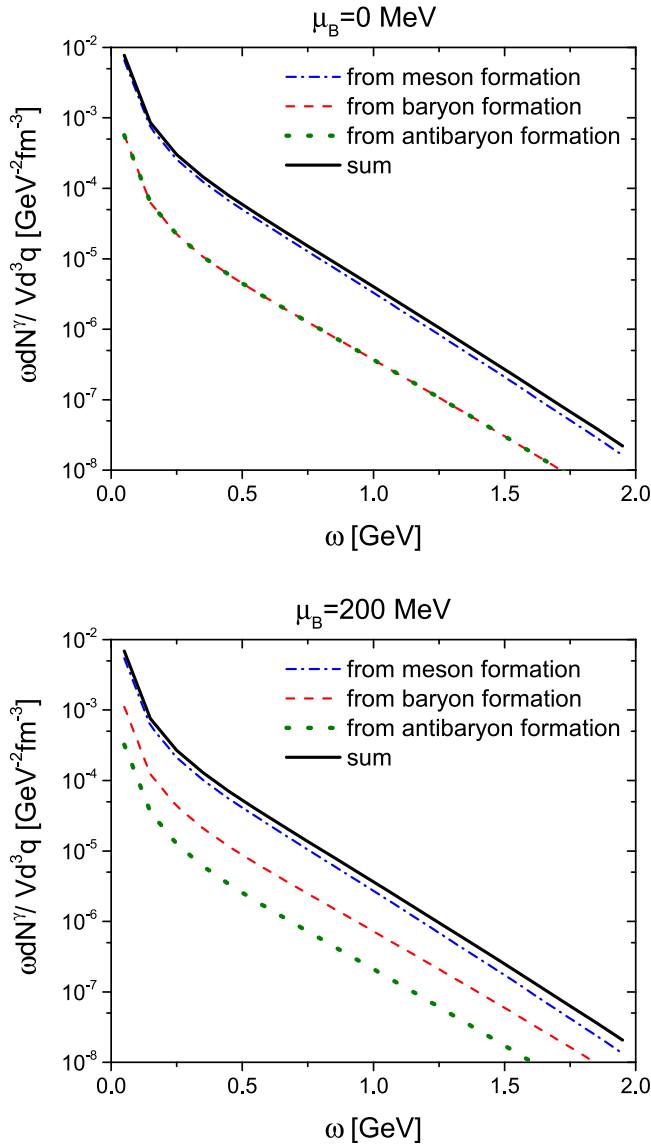 μ_B=0 MeV
from meson formation
from baryon formation
from antibaryon formation
sum
ωdN^γ/ Vd³q [GeV⁻²fm⁻³]
10⁻²
10⁻³
10⁻⁴
10⁻⁵
10⁻⁶
10⁻⁷
10⁻⁸
0.0 0.5 1.0 1.5 2.0
ω [GeV]
μ_B=200 MeV
from meson formation
from baryon formation
from antibaryon formation
sum
ωdN^γ/ Vd³q [GeV⁻²fm⁻³]
10⁻²
10⁻³
10⁻⁴
10⁻⁵
10⁻⁶
10⁻⁷
10⁻⁸
0.0 0.5 1.0 1.5 2.0
ω [GeV]